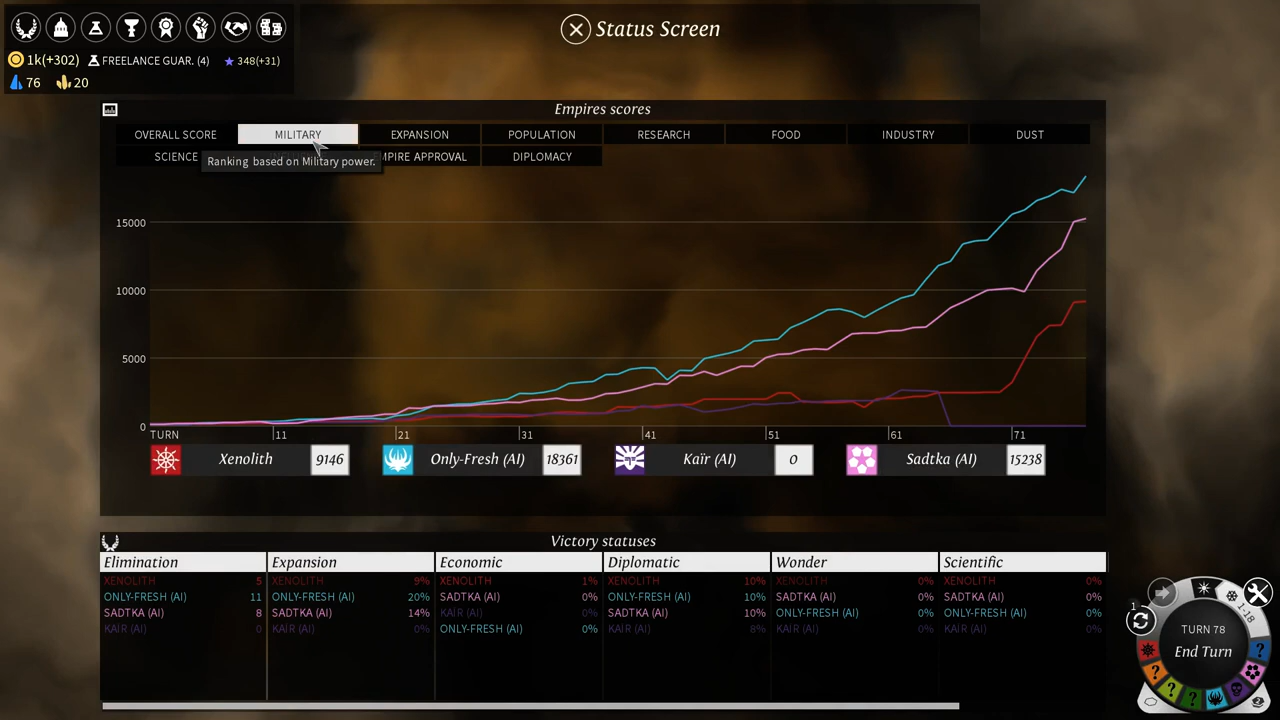 Status Screen
1k(+302) FREELANCE GUAR. (4) 348(+31)
76 20
Empires scores
OVERALL SCORE MILITARY EXPANSION POPULATION RESEARCH FOOD INDUSTRY DUST
SCIENCE EMPIRE APPROVAL DIPLOMACY
Ranking based on Military power.
15000
10000
5000
0
TURN 11 21 31 41 51 61 71
Xenolith 9146 Only-Fresh (AI) 18361 Kaïr (AI) 0 Sadtka (AI) 15238
Victory statuses
Elimination Expansion Economic Diplomatic Wonder Scientific
XENOLITH 5 XENOLITH 9% XENOLITH 1% XENOLITH 10% XENOLITH 0% XENOLITH 0%
ONLY-FRESH (AI) 11 ONLY-FRESH (AI) 20% SADTKA (AI) 0% ONLY-FRESH (AI) 10% SADTKA (AI) 0% SADTKA (AI) 0%
SADTKA (AI) 8 SADTKA (AI) 14% KAÏR (AI) 0% SADTKA (AI) 10% ONLY-FRESH (AI) 0% ONLY-FRESH (AI) 0%
KAÏR (AI) 0 KAÏR (AI) 0% ONLY-FRESH (AI) 0% KAÏR (AI) 8% KAÏR (AI) 0% KAÏR (AI) 0%
1-18
1
TURN 78
End Turn
? ? ? ?